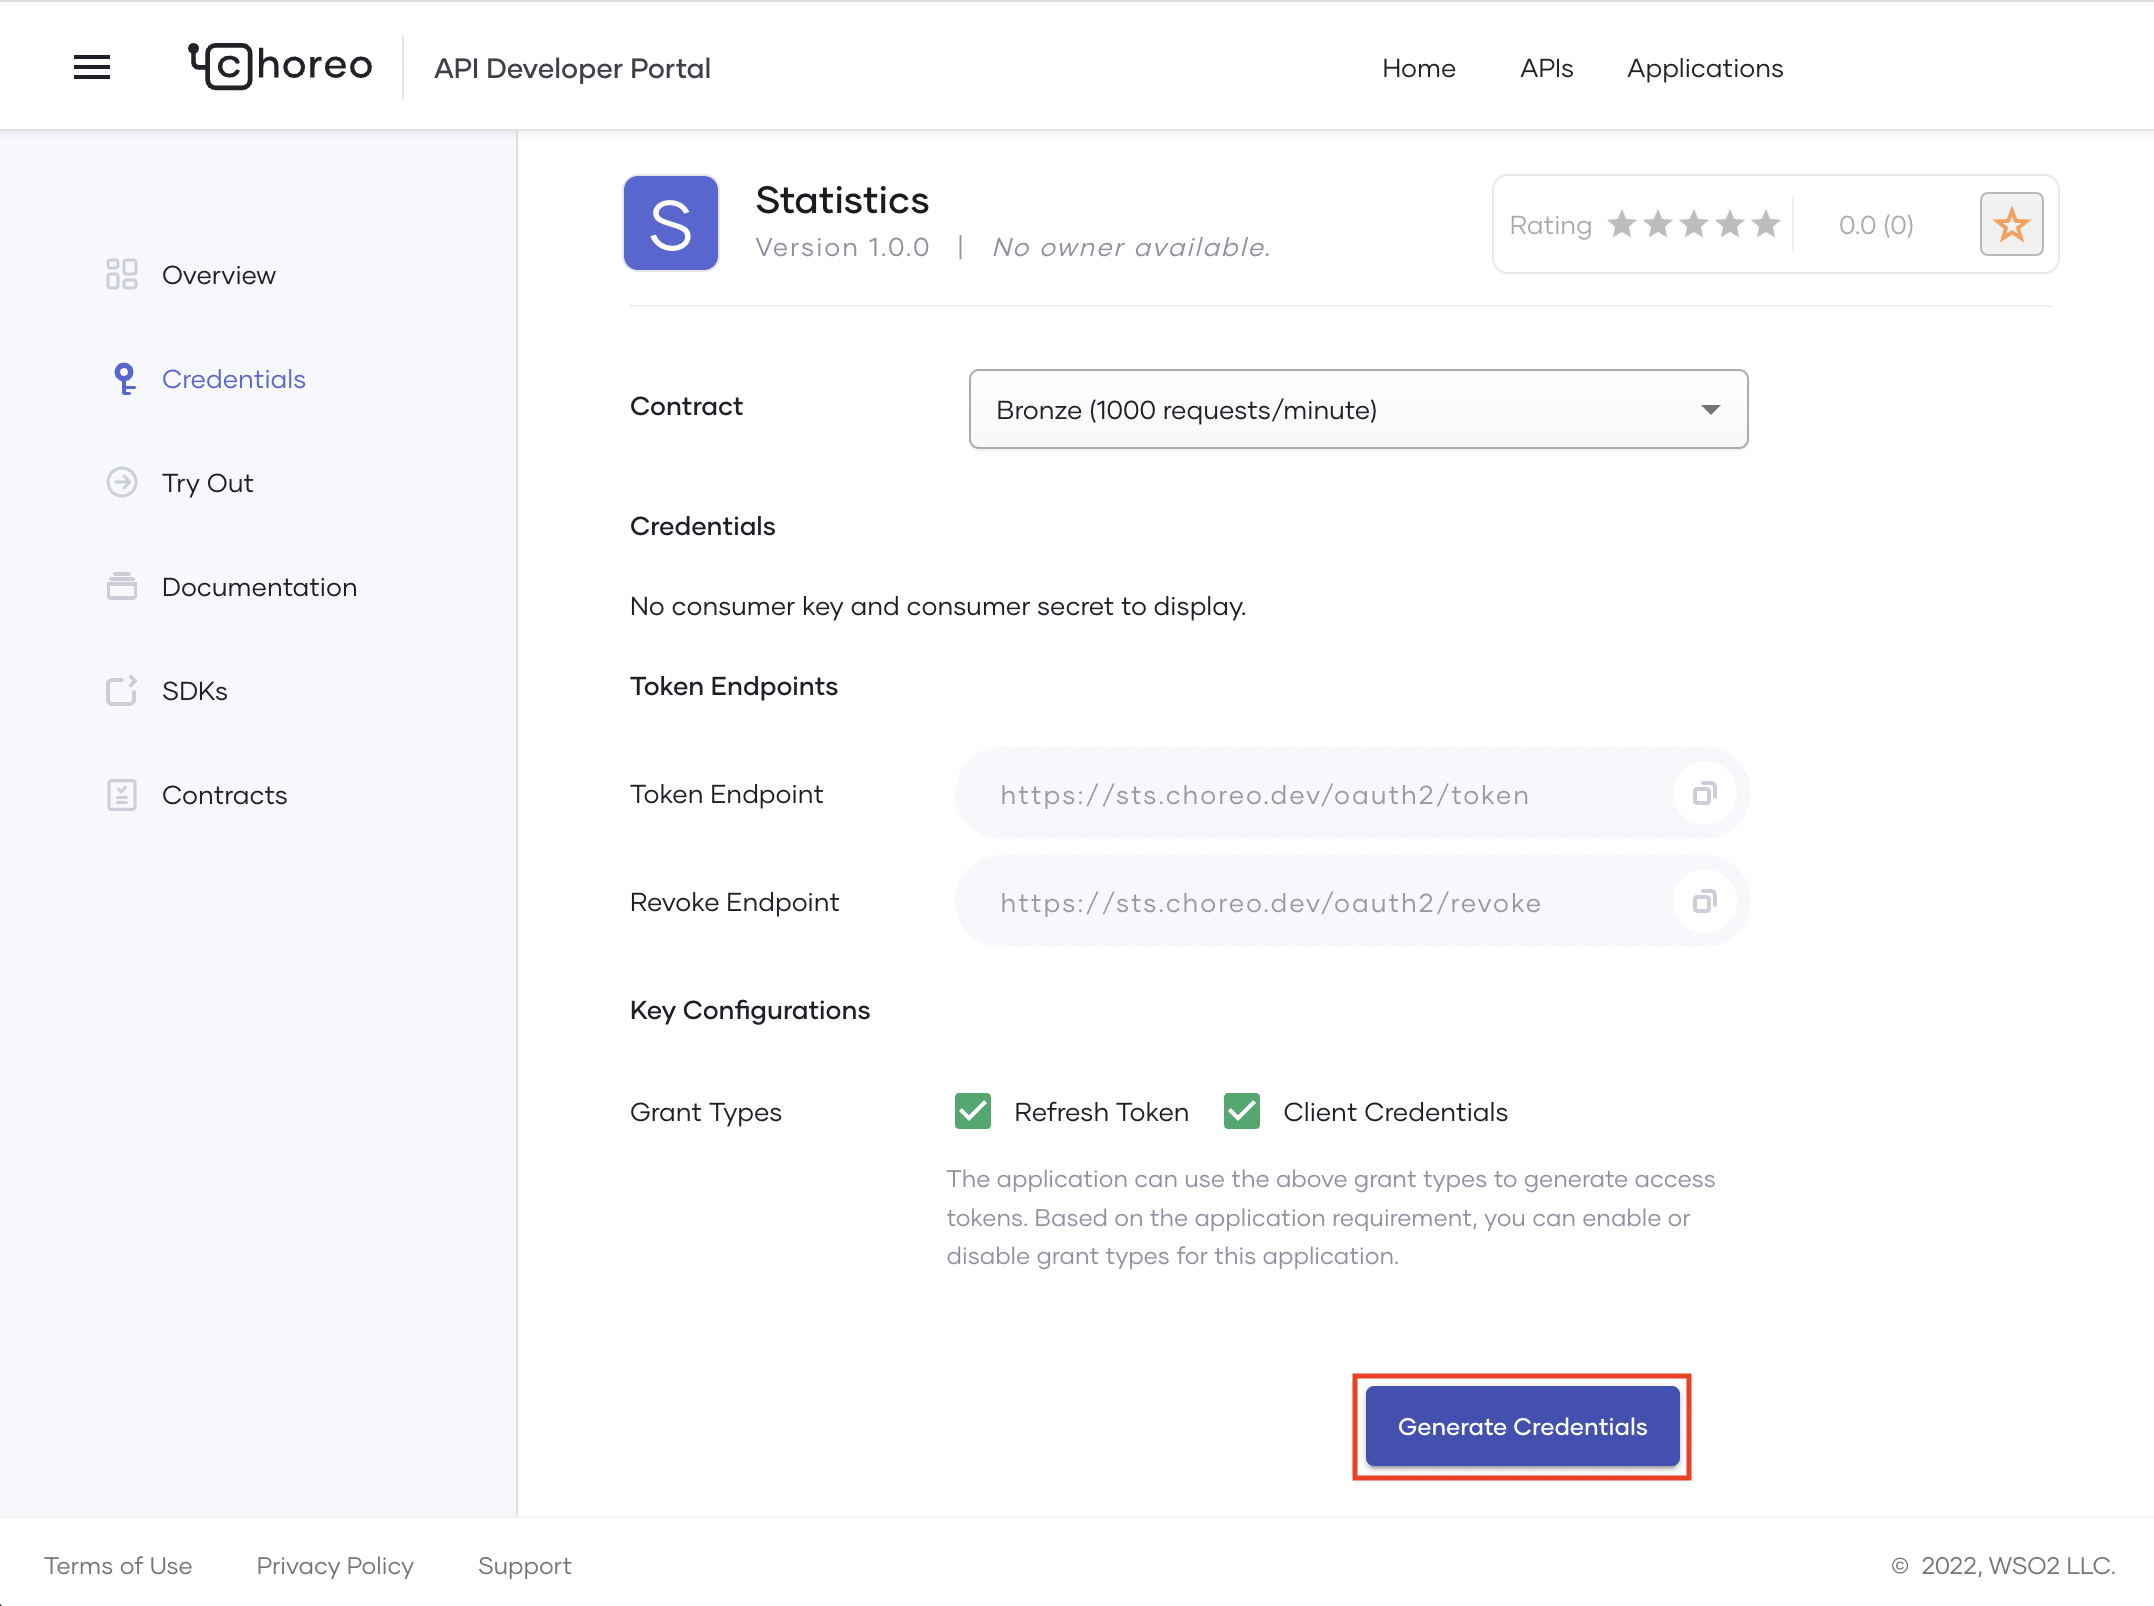 Choreo
API Developer Portal
Home
APIs
Applications
Overview
Credentials
Try Out
Documentation
SDKs
Contracts
S
Statistics
Version 1.0.0 | No owner available.
Rating
0.0 (0)
Contract
Bronze (1000 requests/minute)
Credentials
No consumer key and consumer secret to display.
Token Endpoints
Token Endpoint
https://sts.choreo.dev/oauth2/token
Revoke Endpoint
https://sts.choreo.dev/oauth2/revoke
Key Configurations
Grant Types
Refresh Token
Client Credentials
The application can use the above grant types to generate access
tokens. Based on the application requirement, you can enable or
disable grant types for this application.
Generate Credentials
Terms of Use
Privacy Policy
Support
© 2022, WSO2 LLC.